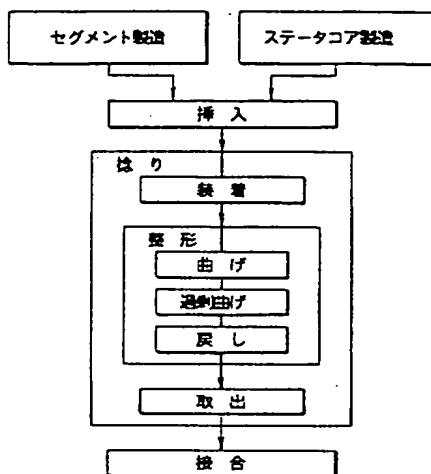 セグメント製造
ステータコア製造
挿入
捻り
装着
整形
曲げ
過剰曲げ
戻し
取出
接合